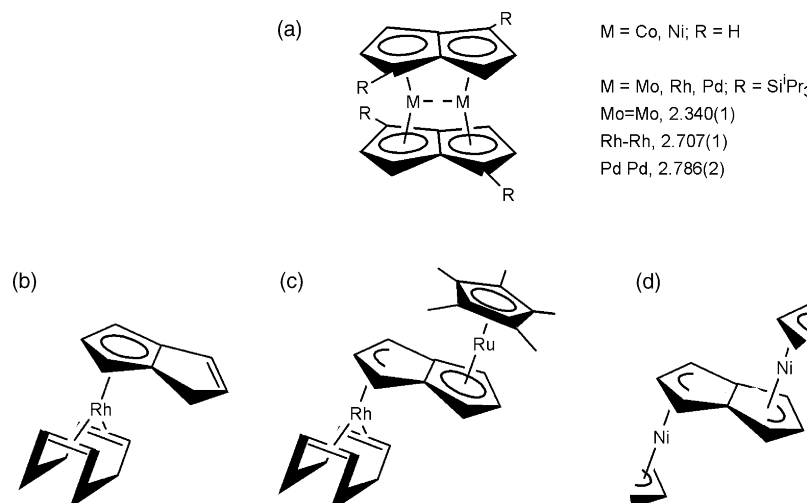 (a)
R
M = Co, Ni; R = H
R
M = Mo, Rh, Pd; R = SiⁱPr₃
M M
Mo=Mo, 2.340(1)
R
Rh-Rh, 2.707(1)
Pd Pd, 2.786(2)
R
(b)
(c)
(d)
Ru
Ni
Rh
Rh
Ni